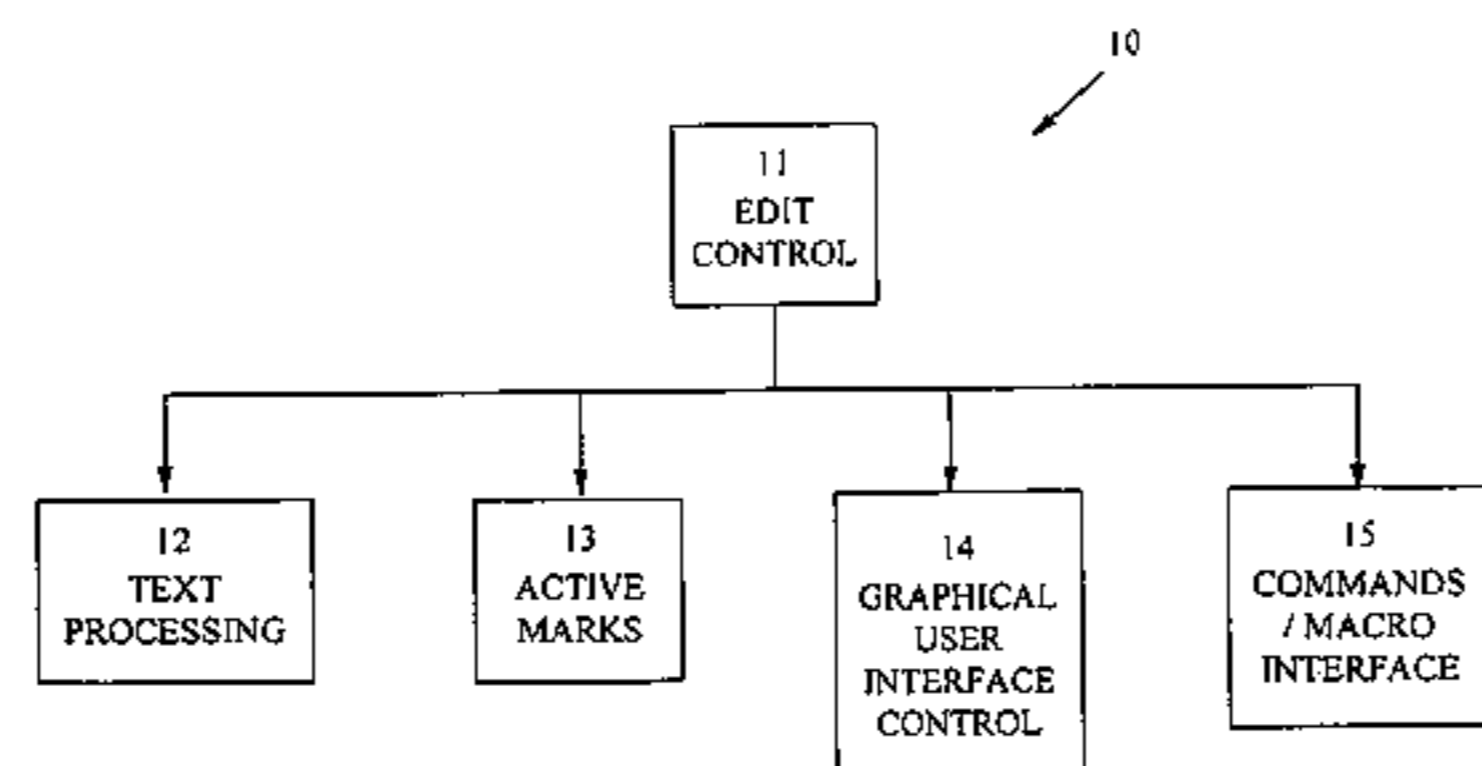 10
11
EDIT
CONTROL
12
TEXT
PROCESSING
13
ACTIVE
MARKS
14
GRAPHICAL
USER
INTERFACE
CONTROL
15
COMMANDS
/ MACRO
INTERFACE